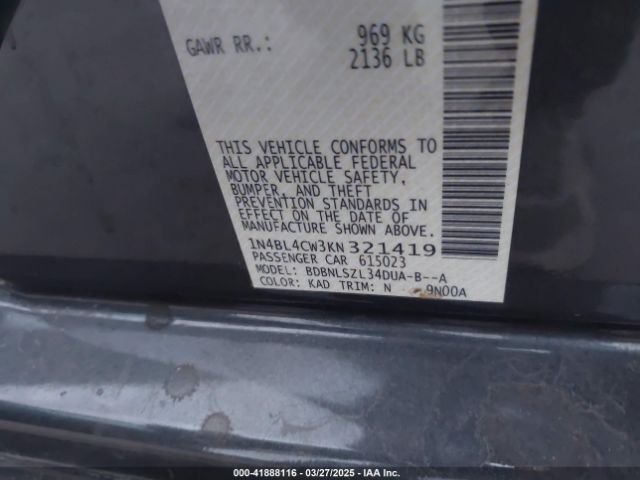 GAWR RR.: 969 KG
2136 LB
THIS VEHICLE CONFORMS TO
ALL APPLICABLE FEDERAL
MOTOR VEHICLE SAFETY,
BUMPER, AND THEFT
PREVENTION STANDARDS IN
EFFECT ON THE DATE OF
MANUFACTURE SHOWN ABOVE.
1N4BL4CW3KN321419
PASSENGER CAR 615023
MODEL: BDBNLSZL34DUA-B--A
COLOR: KAD TRIM: N 9N00A
000-41888116 — 03/27/2025 — IAA Inc.